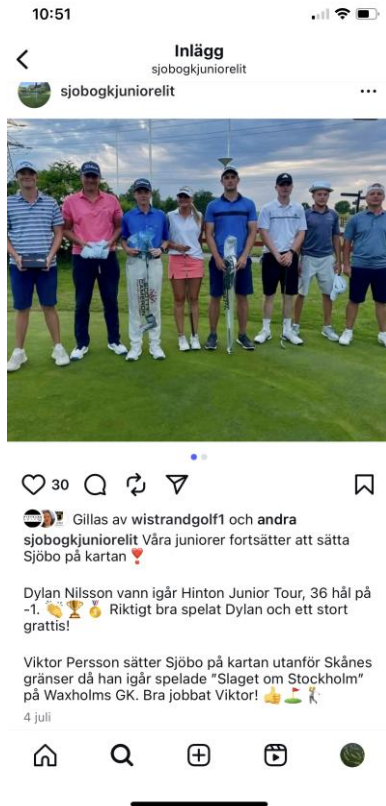 10:51
Inlägg
sjobogkjuniorelit
sjobogkjuniorelit
30
Gillas av wistrandgolf1 och andra
sjobogkjuniorelit Våra juniorer fortsätter att sätta
Sjöbo på kartan ❣️
Dylan Nilsson vann igår Hinton Junior Tour, 36 hål på
-1. 👏🏆🥇 Riktigt bra spelat Dylan och ett stort
grattis!
Viktor Persson sätter Sjöbo på kartan utanför Skånes
gränser då han igår spelade ”Slaget om Stockholm”
på Waxholms GK. Bra jobbat Viktor! 👍⛳🏌
4 juli